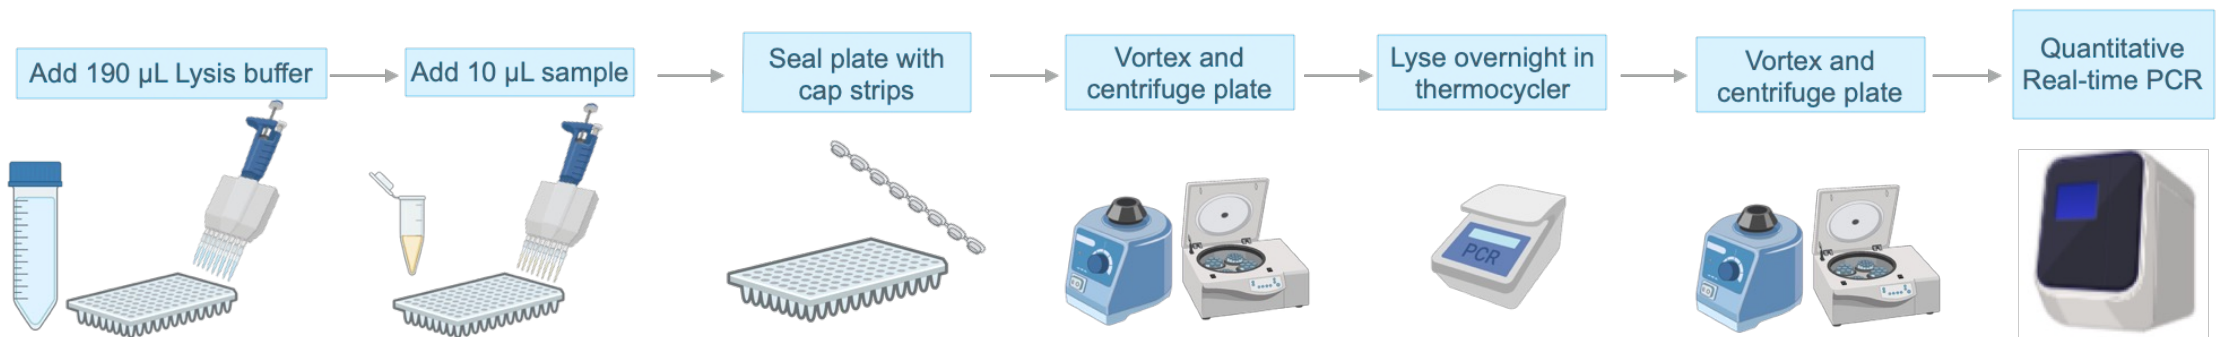 Add 190 µL Lysis buffer
Add 10 µL sample
Seal plate with
cap strips
Vortex and
centrifuge plate
Lyse overnight in
thermocycler
Vortex and
centrifuge plate
Quantitative
Real-time PCR
PCR